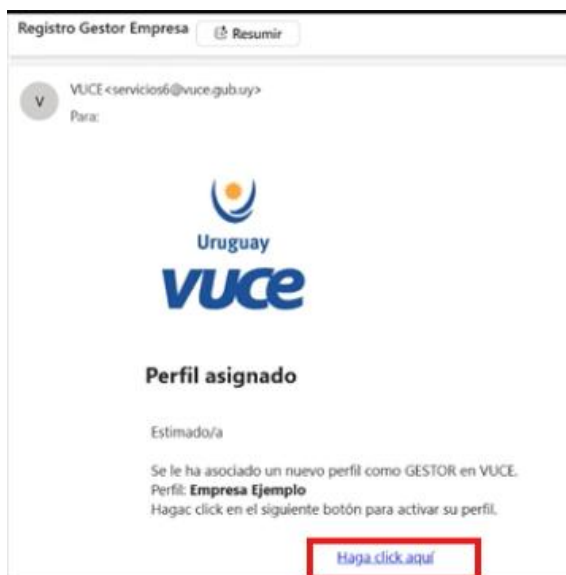 Registro Gestor Empresa Resumir
V
VUCE <servicios6@vuce.gub.uy>
Para:
Uruguay
vuce
Perfil asignado
Estimado/a
Se le ha asociado un nuevo perfil como GESTOR en VUCE.
Perfil: Empresa Ejemplo
Hagac click en el siguiente botón para activar su perfil.
Haga click aquí